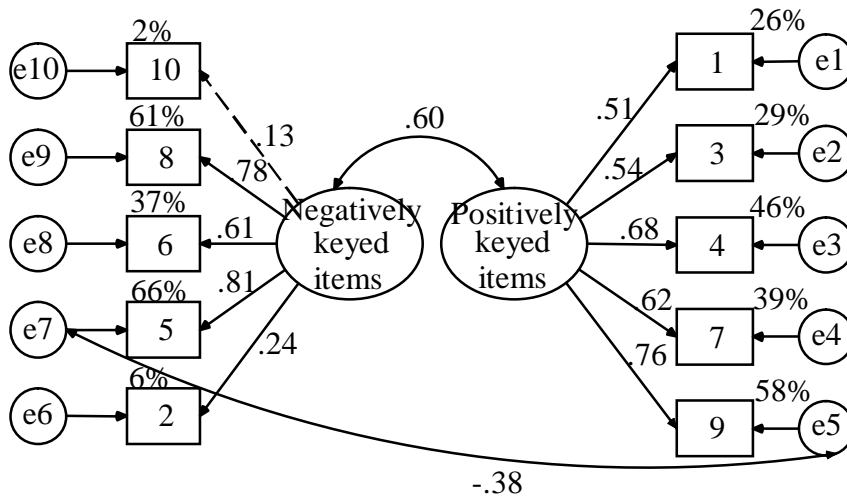 2%
e10
10
.13
61%
e9
8
.78
37%
e8
6
.61
66%
e7
5
.81
6%
e6
2
.24
Negatively
keyed
items
.60
Positively
keyed
items
26%
.51
1
e1
29%
.54
3
e2
46%
.68
4
e3
39%
.62
7
e4
58%
.76
9
e5
-.38